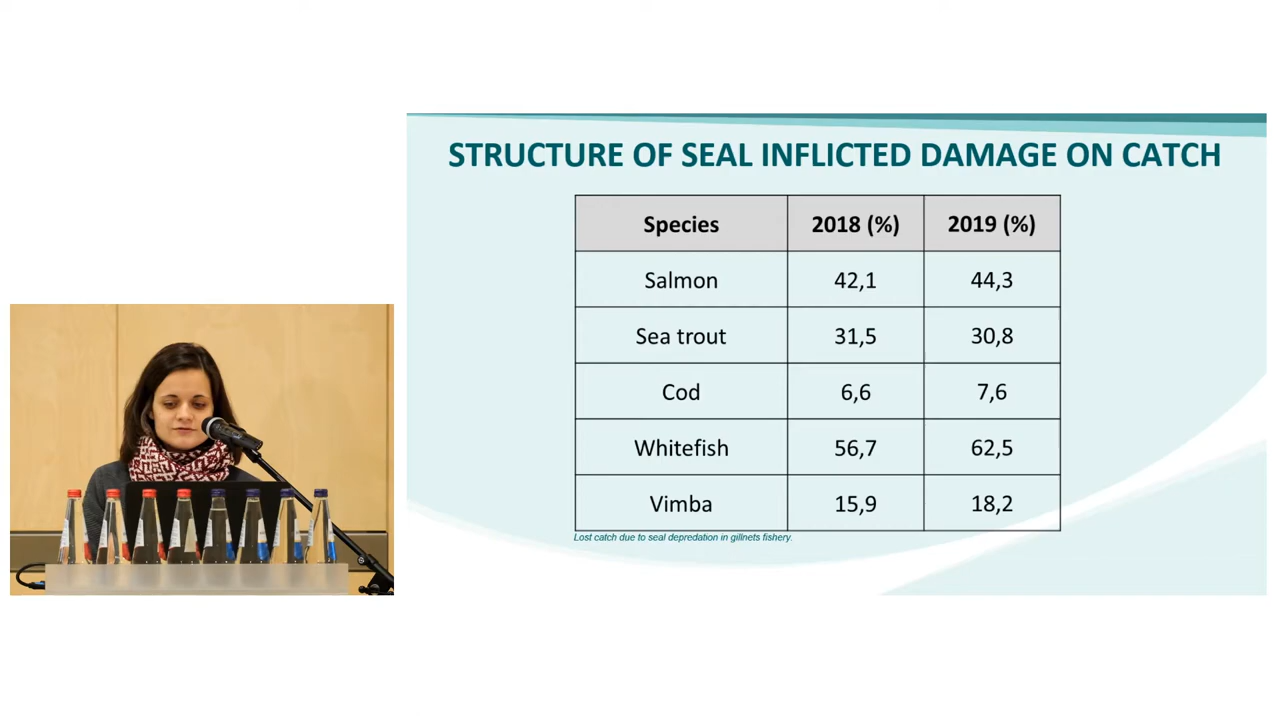 STRUCTURE OF SEAL INFLICTED DAMAGE ON CATCH
Species 2018 (%) 2019 (%)
Salmon 42,1 44,3
Sea trout 31,5 30,8
Cod 6,6 7,6
Whitefish 56,7 62,5
Vimba 15,9 18,2
Lost catch due to seal depredation in gillnets fishery.